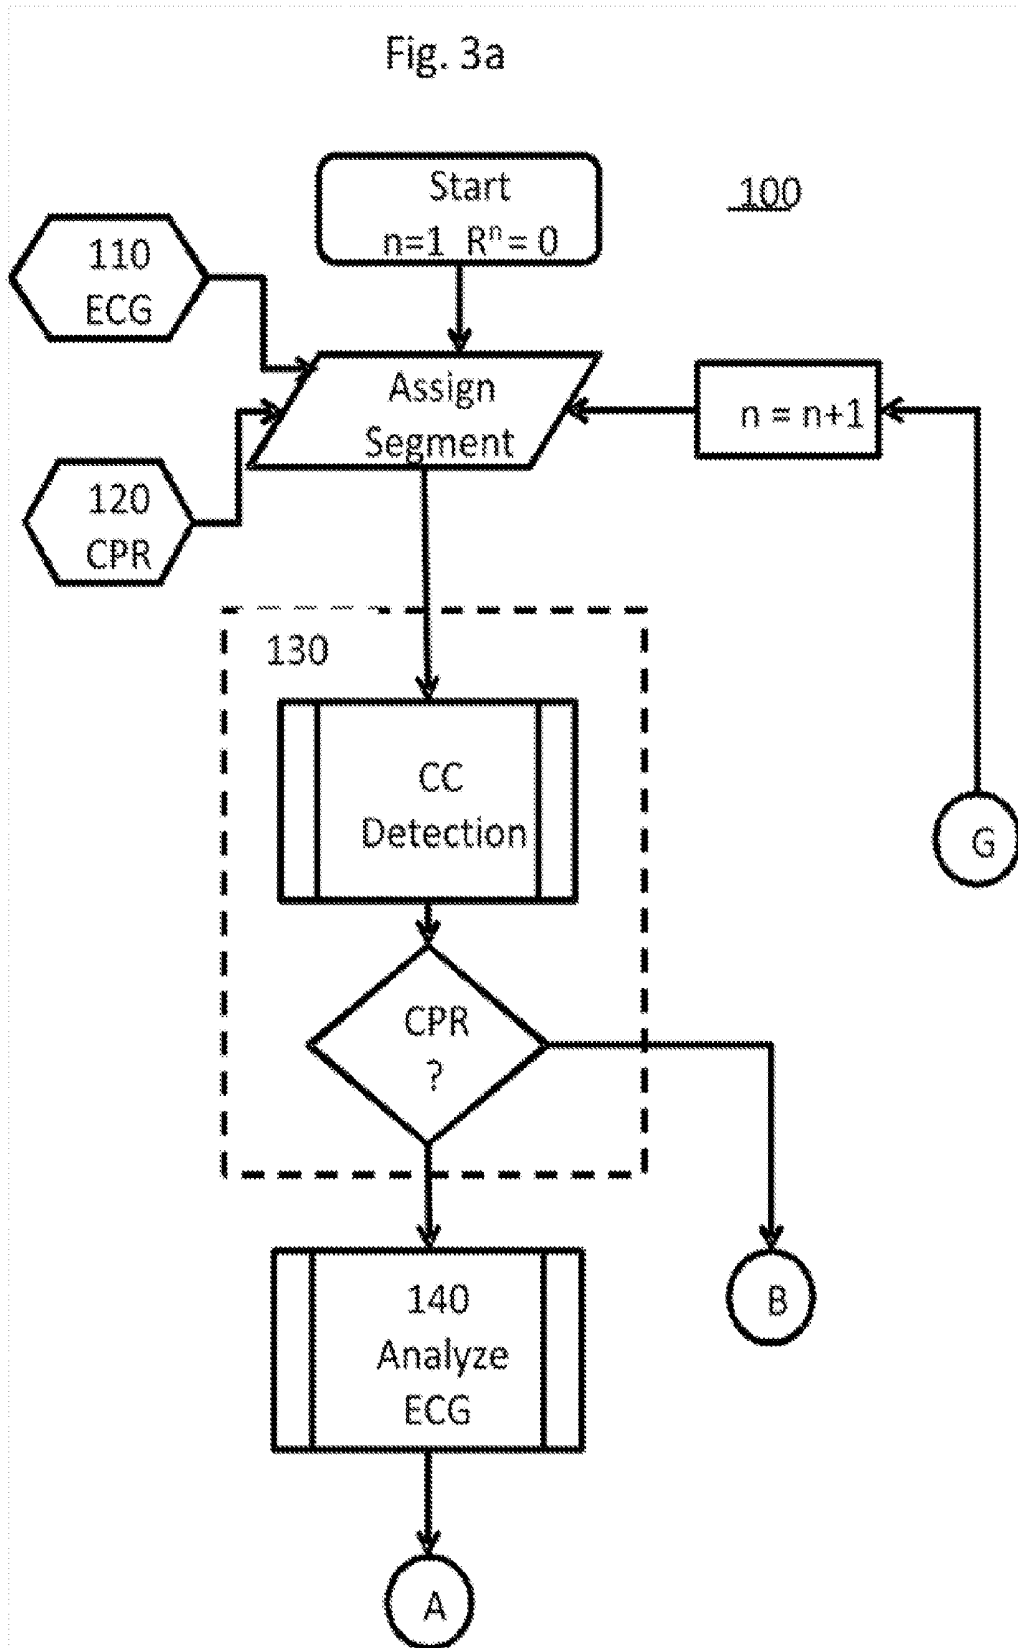 Fig. 3a
Start
n=1 Rⁿ = 0
100
110
ECG
Assign
Segment
n = n+1
120
CPR
130
CC
Detection
G
CPR
?
140
Analyze
ECG
B
A